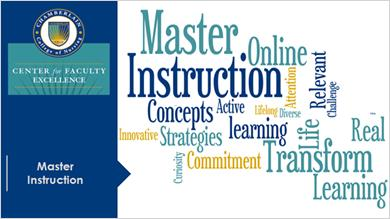 CHAMBERLAIN
College of Nursing
CENTER for FACULTY
EXCELLENCE
Master
Instruction
Master
Online
Instruction
Attention
Relevant
Challenge
Concepts
Active
Lifelong
Diverse
Innovative
Strategies
learning
Life
Real
Curiosity
Commitment
Transform
Learning